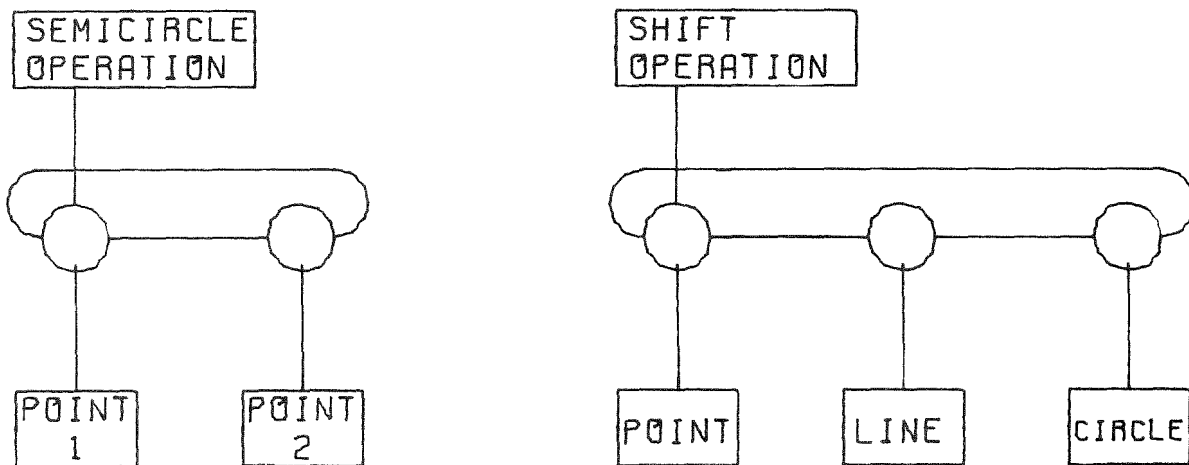 SEMICIRCLE
OPERATION
SHIFT
OPERATION
POINT
1
POINT
2
POINT
LINE
CIRCLE